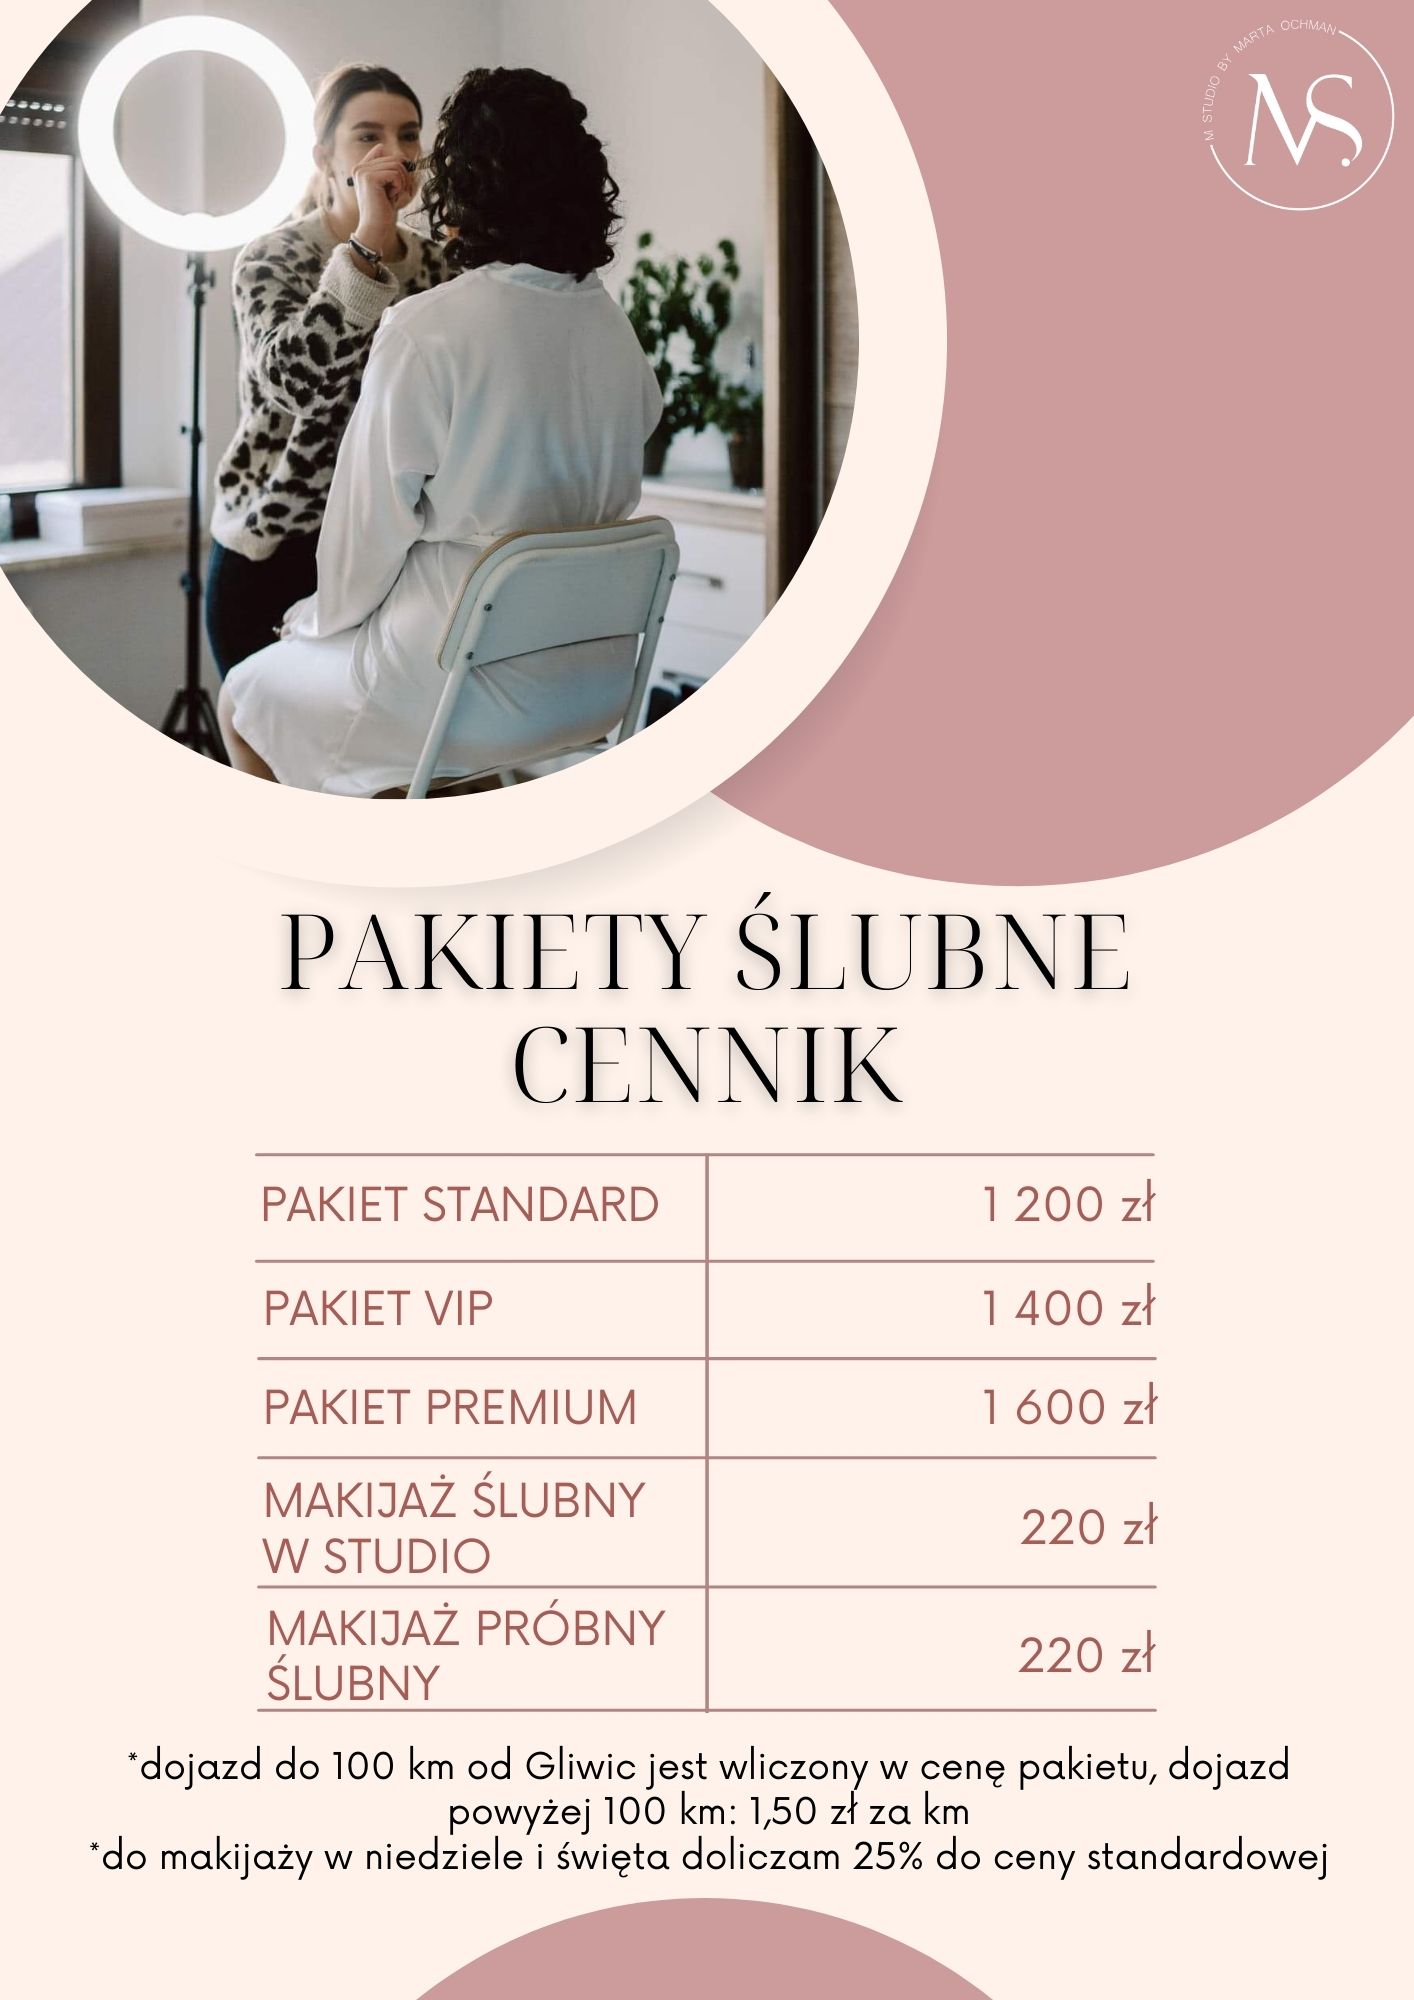 M STUDIO BY MARTA OCHMAN
MS.
PAKIETY ŚLUBNE
CENNIK
PAKIET STANDARD 1 200 zł
PAKIET VIP 1 400 zł
PAKIET PREMIUM 1 600 zł
MAKIJAŻ ŚLUBNY
W STUDIO 220 zł
MAKIJAŻ PRÓBNY
ŚLUBNY 220 zł
*dojazd do 100 km od Gliwic jest wliczony w cenę pakietu, dojazd
powyżej 100 km: 1,50 zł za km
*do makijaży w niedziele i święta doliczam 25% do ceny standardowej